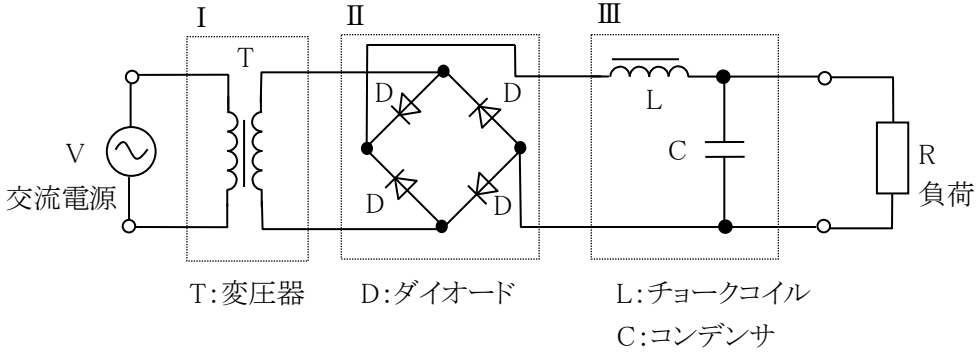 Ⅰ Ⅱ Ⅲ
T
D D
L
V
交流電源
C
R
負荷
D D
T:変圧器 D:ダイオード L:チョークコイル
C:コンデンサ